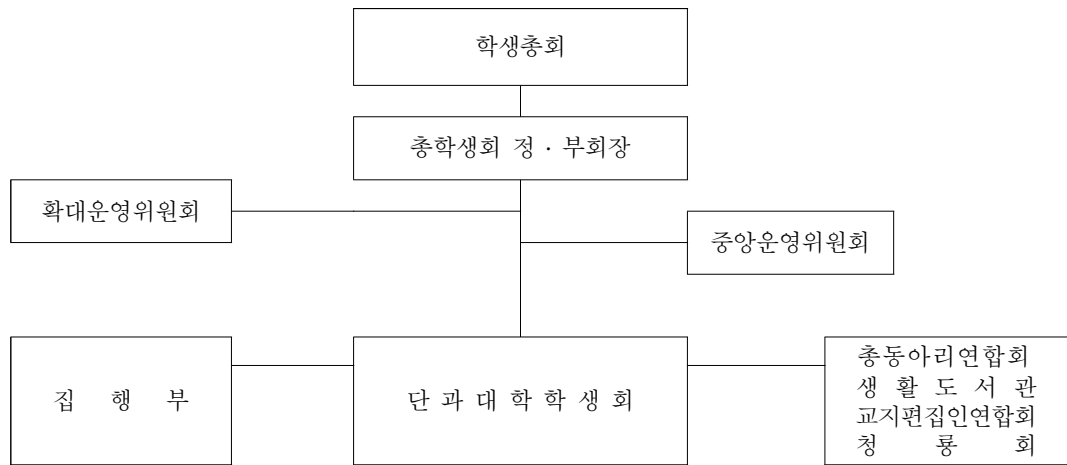 학생총회
총학생회 정·부회장
확대운영위원회
중앙운영위원회
집 행 부
단 과 대 학 학 생 회
총동아리연합회
생 활 도 서 관
교지편집인연합회
청 룡 회